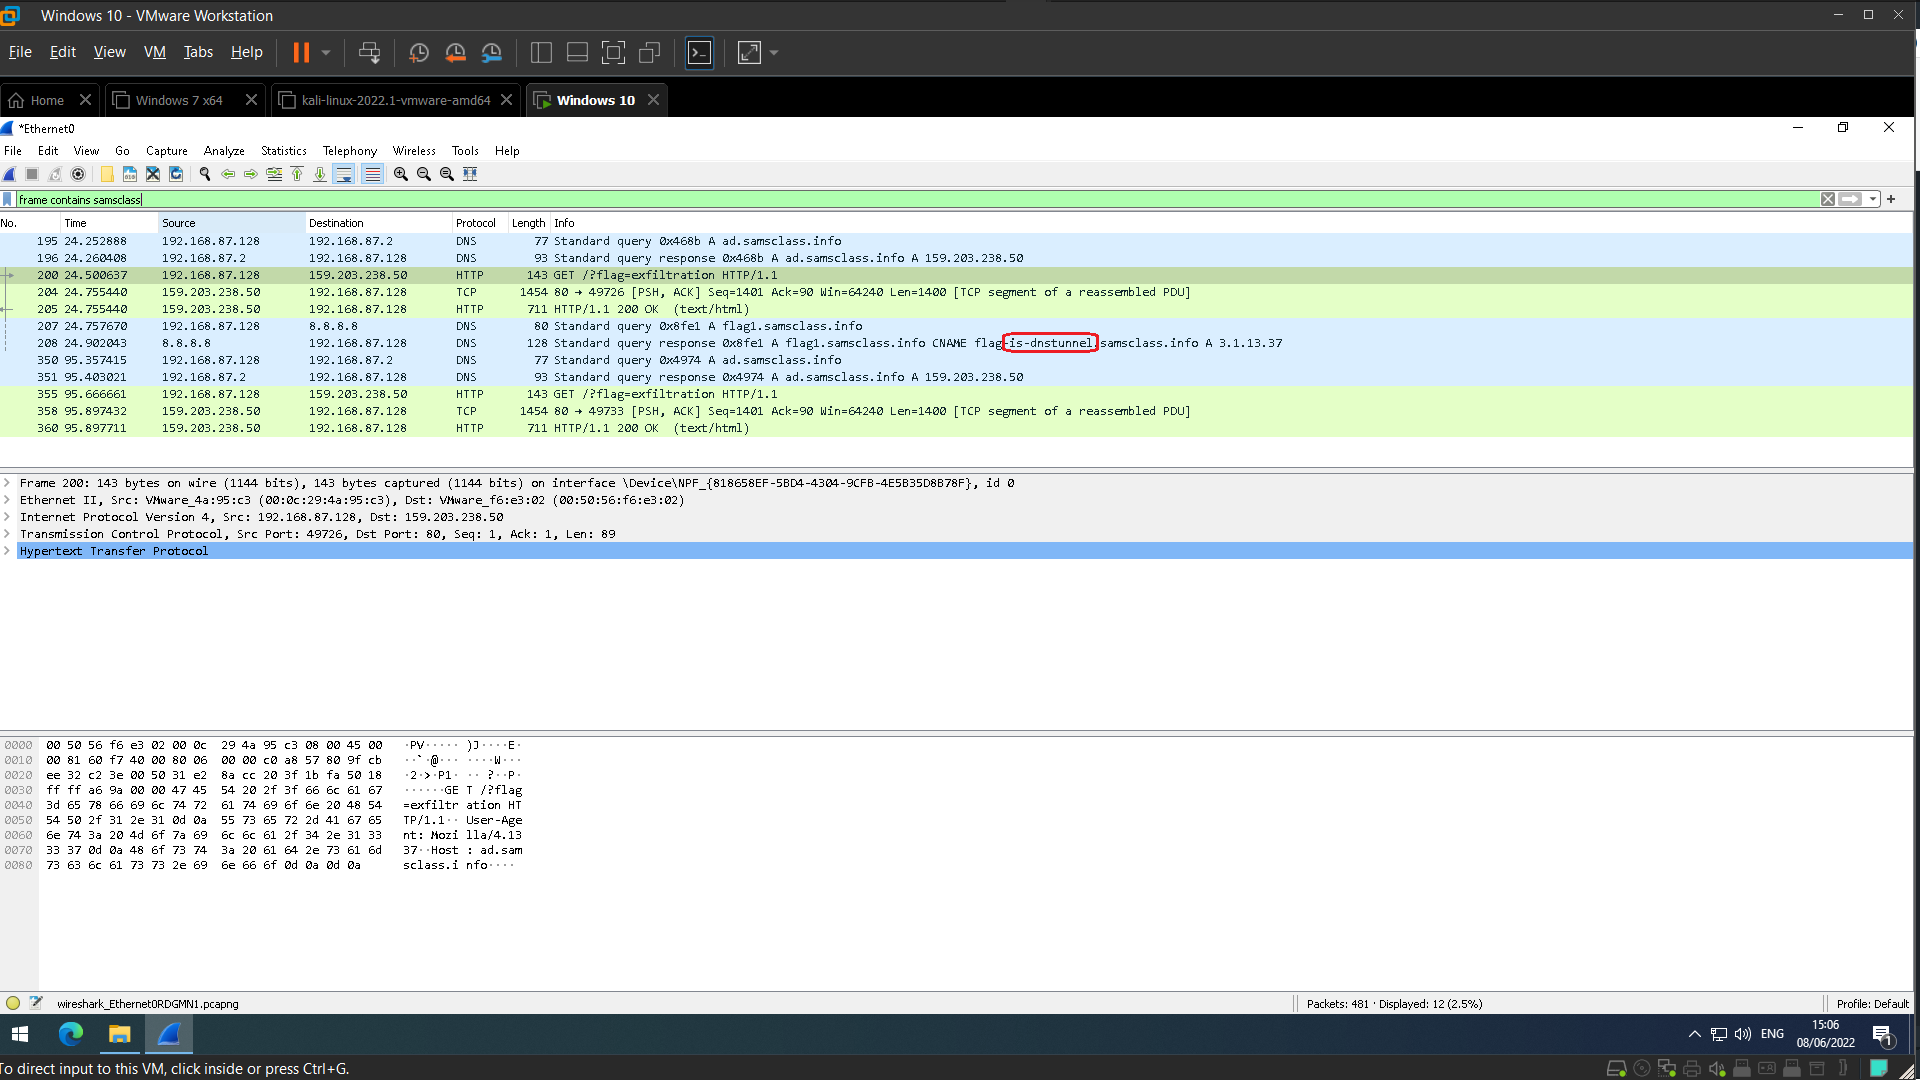 Windows 10 - VMware Workstation
File Edit View VM Tabs Help
Home Windows 7 x64 kali-linux-2022.1-vmware-amd64 Windows 10
*Ethernet0
File Edit View Go Capture Analyze Statistics Telephony Wireless Tools Help
frame contains samsclass
No. Time Source Destination Protocol Length Info
195 24.252888 192.168.87.128 192.168.87.2 DNS 77 Standard query 0x468b A ad.samsclass.info
196 24.260408 192.168.87.2 192.168.87.128 DNS 93 Standard query response 0x468b A ad.samsclass.info A 159.203.238.50
200 24.500637 192.168.87.128 159.203.238.50 HTTP 143 GET /?flag=exfiltration HTTP/1.1
204 24.755440 159.203.238.50 192.168.87.128 TCP 1454 80 → 49726 [PSH, ACK] Seq=1401 Ack=90 Win=64240 Len=1400 [TCP segment of a reassembled PDU]
205 24.755440 159.203.238.50 192.168.87.128 HTTP 711 HTTP/1.1 200 OK (text/html)
207 24.757670 192.168.87.128 8.8.8.8 DNS 80 Standard query 0x8fe1 A flag1.samsclass.info
208 24.902043 8.8.8.8 192.168.87.128 DNS 128 Standard query response 0x8fe1 A flag1.samsclass.info CNAME flag-is-dnstunnel.samsclass.info A 3.1.13.37
350 95.357415 192.168.87.128 192.168.87.2 DNS 77 Standard query 0x4974 A ad.samsclass.info
351 95.403021 192.168.87.2 192.168.87.128 DNS 93 Standard query response 0x4974 A ad.samsclass.info A 159.203.238.50
355 95.666661 192.168.87.128 159.203.238.50 HTTP 143 GET /?flag=exfiltration HTTP/1.1
358 95.897432 159.203.238.50 192.168.87.128 TCP 1454 80 → 49733 [PSH, ACK] Seq=1401 Ack=90 Win=64240 Len=1400 [TCP segment of a reassembled PDU]
360 95.897711 159.203.238.50 192.168.87.128 HTTP 711 HTTP/1.1 200 OK (text/html)
Frame 200: 143 bytes on wire (1144 bits), 143 bytes captured (1144 bits) on interface \Device\NPF_{818658EF-5BD4-4304-9CFB-4E5B35D8B78F}, id 0
Ethernet II, Src: VMware_4a:95:c3 (00:0c:29:4a:95:c3), Dst: VMware_f6:e3:02 (00:50:56:f6:e3:02)
Internet Protocol Version 4, Src: 192.168.87.128, Dst: 159.203.238.50
Transmission Control Protocol, Src Port: 49726, Dst Port: 80, Seq: 1, Ack: 1, Len: 89
Hypertext Transfer Protocol
0000 00 50 56 f6 e3 02 00 0c 29 4a 95 c3 08 00 45 00 ·PV····· )J····E·
0010 00 81 60 f7 40 00 80 06 00 00 c0 a8 57 80 9f cb ··`·@··· ····W···
0020 ee 32 c2 3e 00 50 31 e2 8a cc 20 3f 1b fa 50 18 ·2·>·P1· ·· ?··P·
0030 ff ff a6 9a 00 00 47 45 54 20 2f 3f 66 6c 61 67 ······GE T /?flag
0040 3d 65 78 66 69 6c 74 72 61 74 69 6f 6e 20 48 54 =exfiltr ation HT
0050 54 50 2f 31 2e 31 0d 0a 55 73 65 72 2d 41 67 65 TP/1.1·· User-Age
0060 6e 74 3a 20 4d 6f 7a 69 6c 6c 61 2f 34 2e 31 33 nt: Mozi lla/4.13
0070 33 37 0d 0a 48 6f 73 74 3a 20 61 64 2e 73 61 6d 37··Host : ad.sam
0080 73 63 6c 61 73 73 2e 69 6e 66 6f 0d 0a 0d 0a sclass.i nfo····
wireshark_Ethernet0RDGMN1.pcapng Packets: 481 · Displayed: 12 (2.5%) Profile: Default
ENG 15:06
08/06/2022 1
To direct input to this VM, click inside or press Ctrl+G.